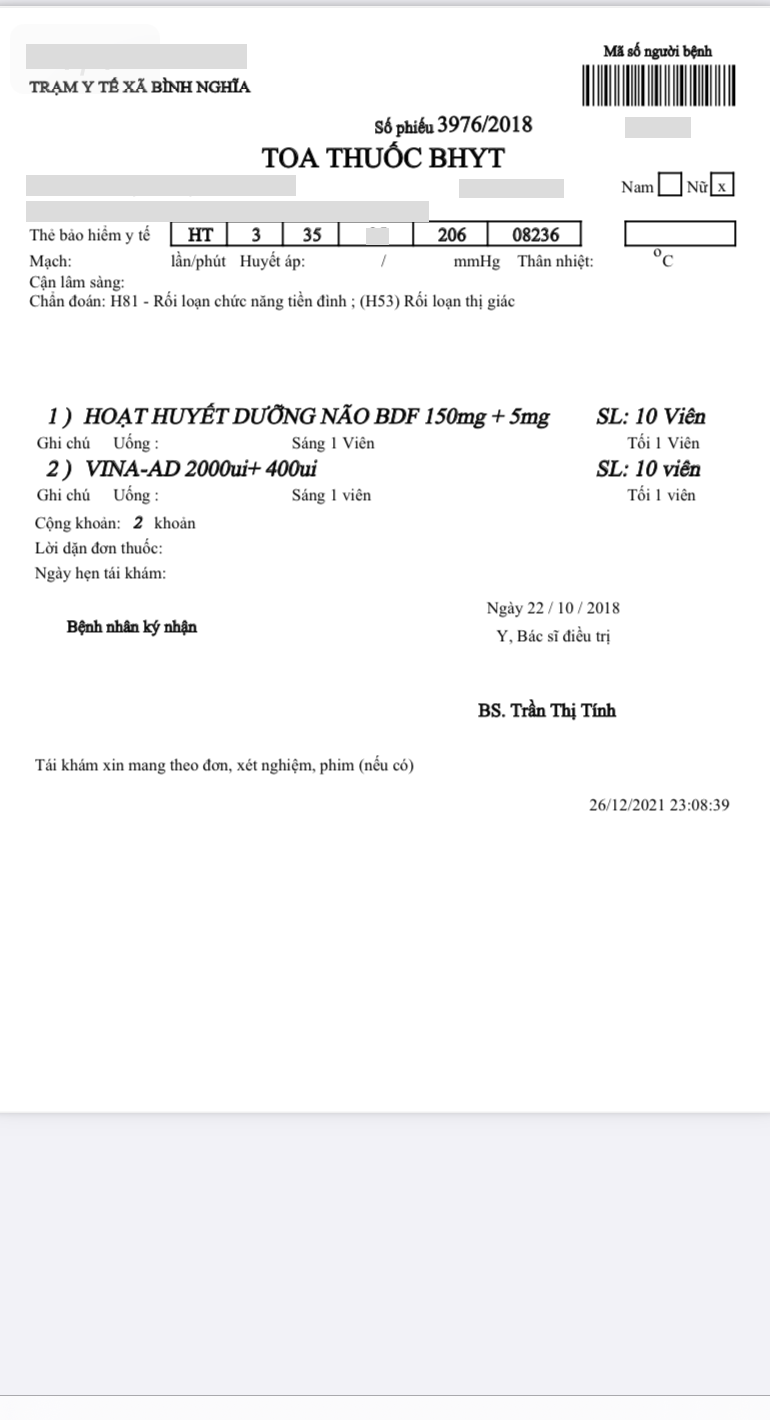 Mã số người bệnh
TRẠM Y TẾ XÃ BÌNH NGHĨA
Số phiếu 3976/2018
TOA THUỐC BHYT
Nam Nữ x
Thẻ bảo hiểm y tế HT 3 35 206 08236
Mạch: lần/phút Huyết áp: / mmHg Thân nhiệt: °C
Cận lâm sàng:
Chẩn đoán: H81 - Rối loạn chức năng tiền đình ; (H53) Rối loạn thị giác
1 ) HOẠT HUYẾT DƯỠNG NÃO BDF 150mg + 5mg SL: 10 Viên
Ghi chú Uống : Sáng 1 Viên Tối 1 Viên
2 ) VINA-AD 2000ui+ 400ui SL: 10 viên
Ghi chú Uống : Sáng 1 viên Tối 1 viên
Cộng khoản: 2 khoản
Lời dặn đơn thuốc:
Ngày hẹn tái khám:
Ngày 22 / 10 / 2018
Bệnh nhân ký nhận
Y, Bác sĩ điều trị
BS. Trần Thị Tính
Tái khám xin mang theo đơn, xét nghiệm, phim (nếu có)
26/12/2021 23:08:39